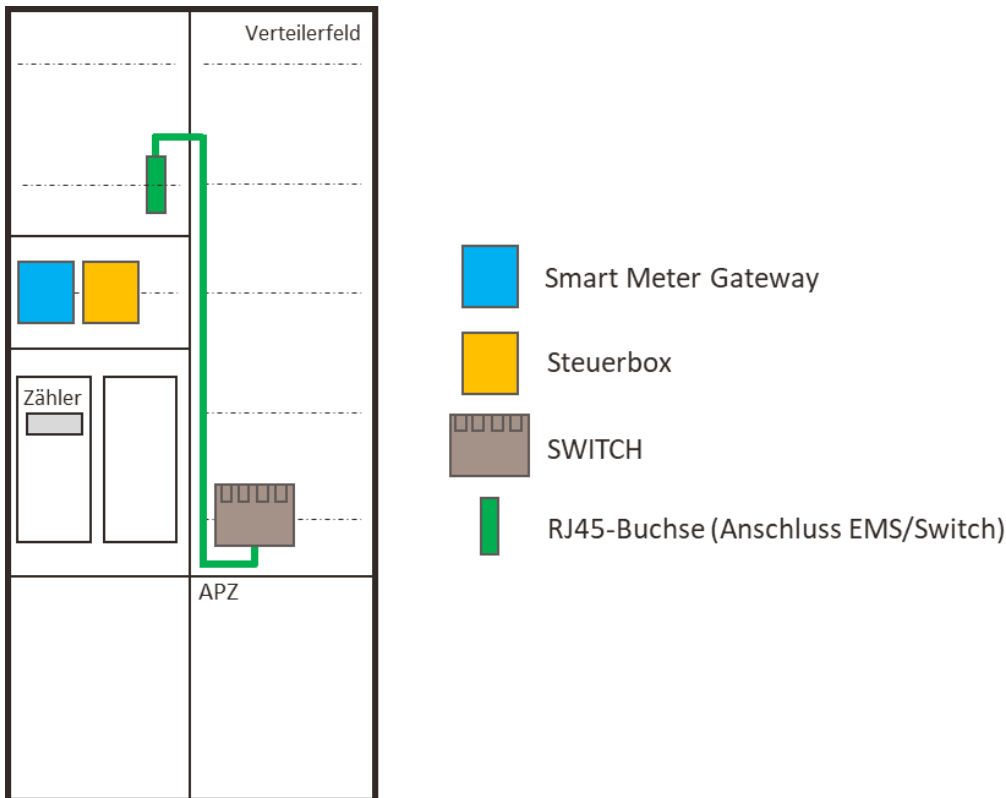 Verteilerfeld
Zähler
APZ
Smart Meter Gateway
Steuerbox
SWITCH
RJ45-Buchse (Anschluss EMS/Switch)